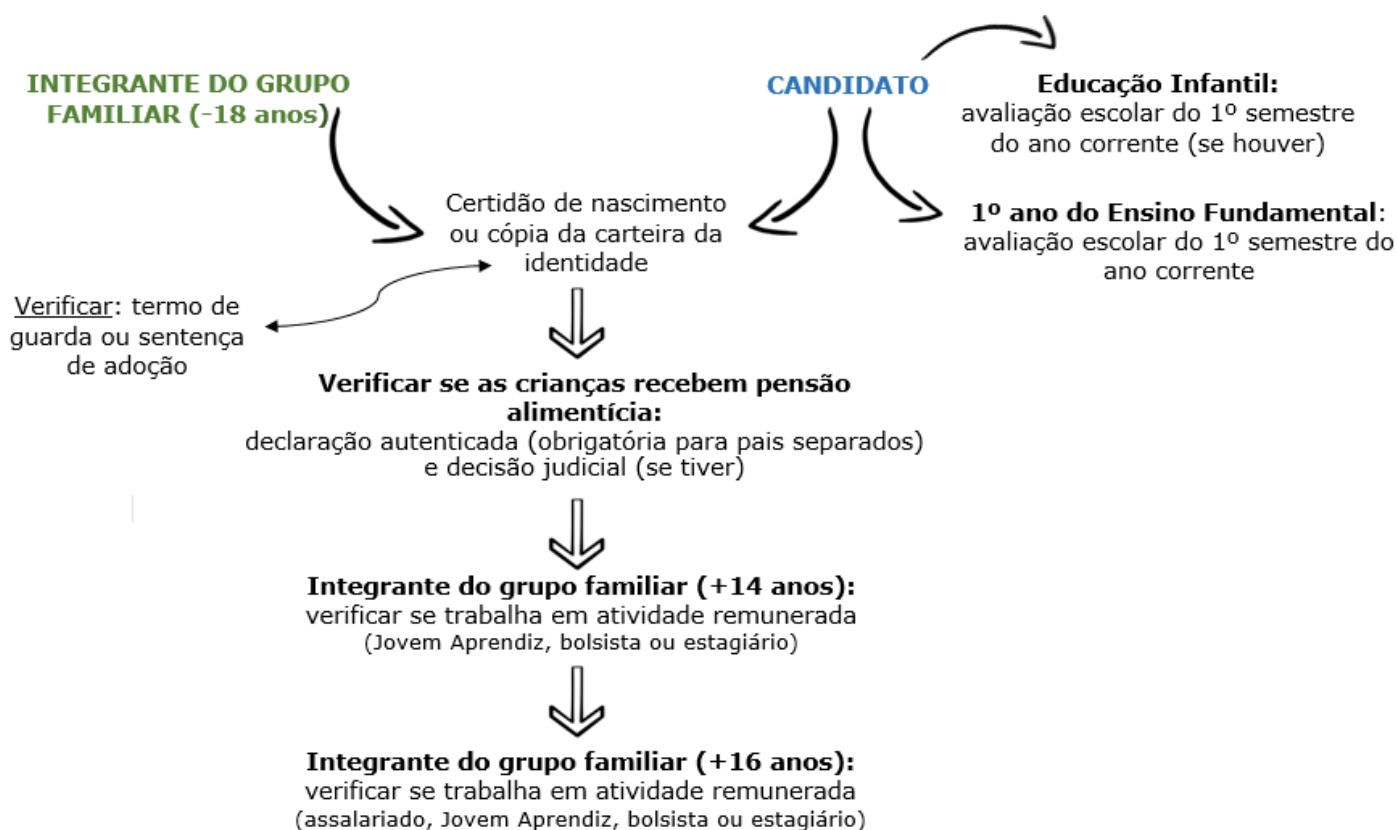 INTEGRANTE DO GRUPO
FAMILIAR (-18 anos)
CANDIDATO
Educação Infantil:
avaliação escolar do 1º semestre
do ano corrente (se houver)
1º ano do Ensino Fundamental:
avaliação escolar do 1º semestre do
ano corrente
Certidão de nascimento
ou cópia da carteira da
identidade
Verificar: termo de
guarda ou sentença
de adoção
Verificar se as crianças recebem pensão
alimentícia:
declaração autenticada (obrigatória para pais separados)
e decisão judicial (se tiver)
Integrante do grupo familiar (+14 anos):
verificar se trabalha em atividade remunerada
(Jovem Aprendiz, bolsista ou estagiário)
Integrante do grupo familiar (+16 anos):
verificar se trabalha em atividade remunerada
(assalariado, Jovem Aprendiz, bolsista ou estagiário)